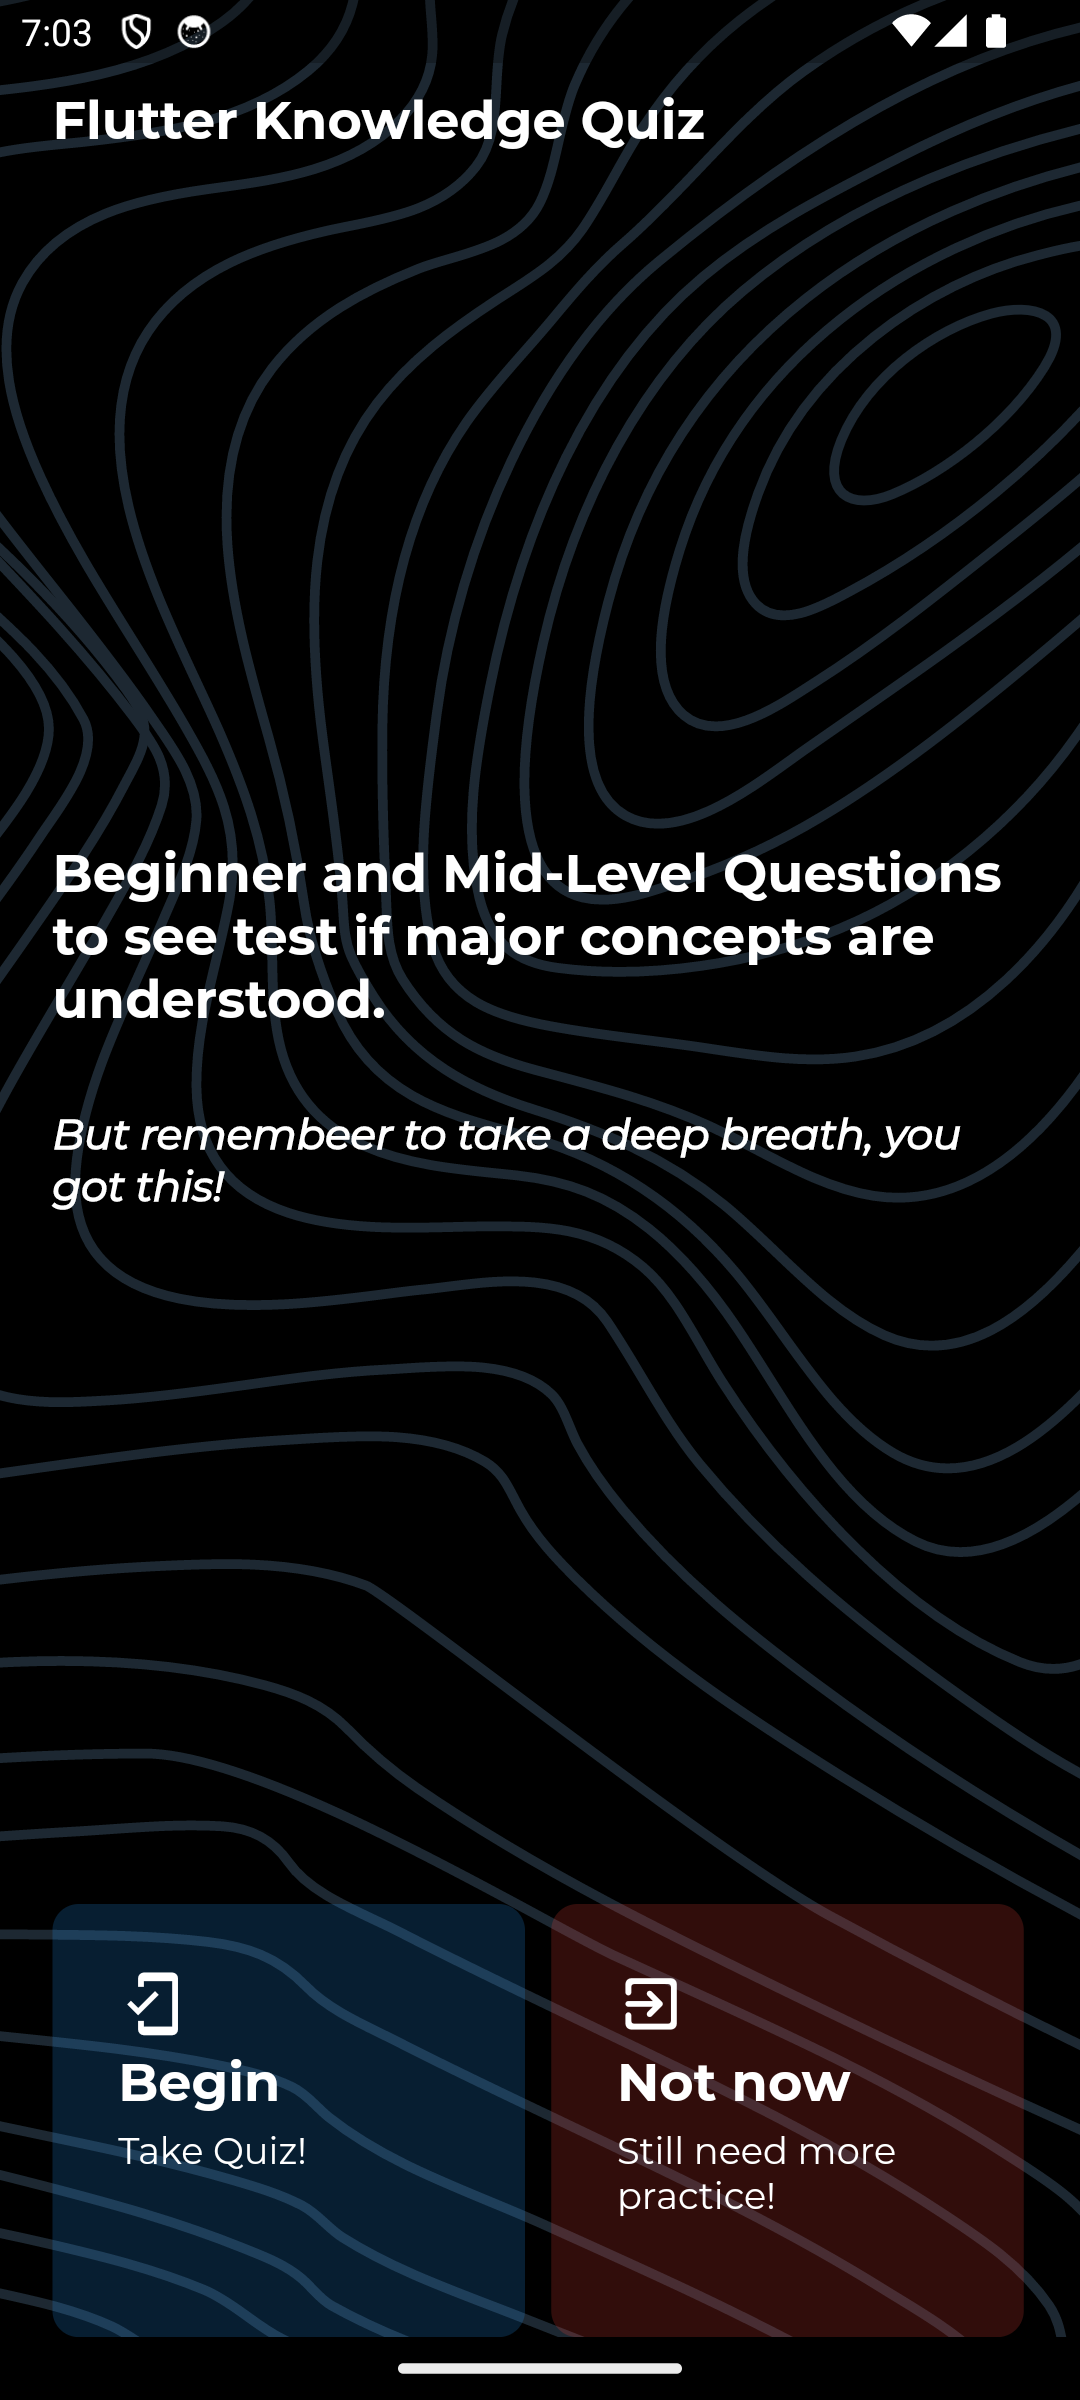 7:03
Flutter Knowledge Quiz
Beginner and Mid-Level Questions
to see test if major concepts are
understood.
But remembeer to take a deep breath, you
got this!
Begin
Take Quiz!
Not now
Still need more
practice!